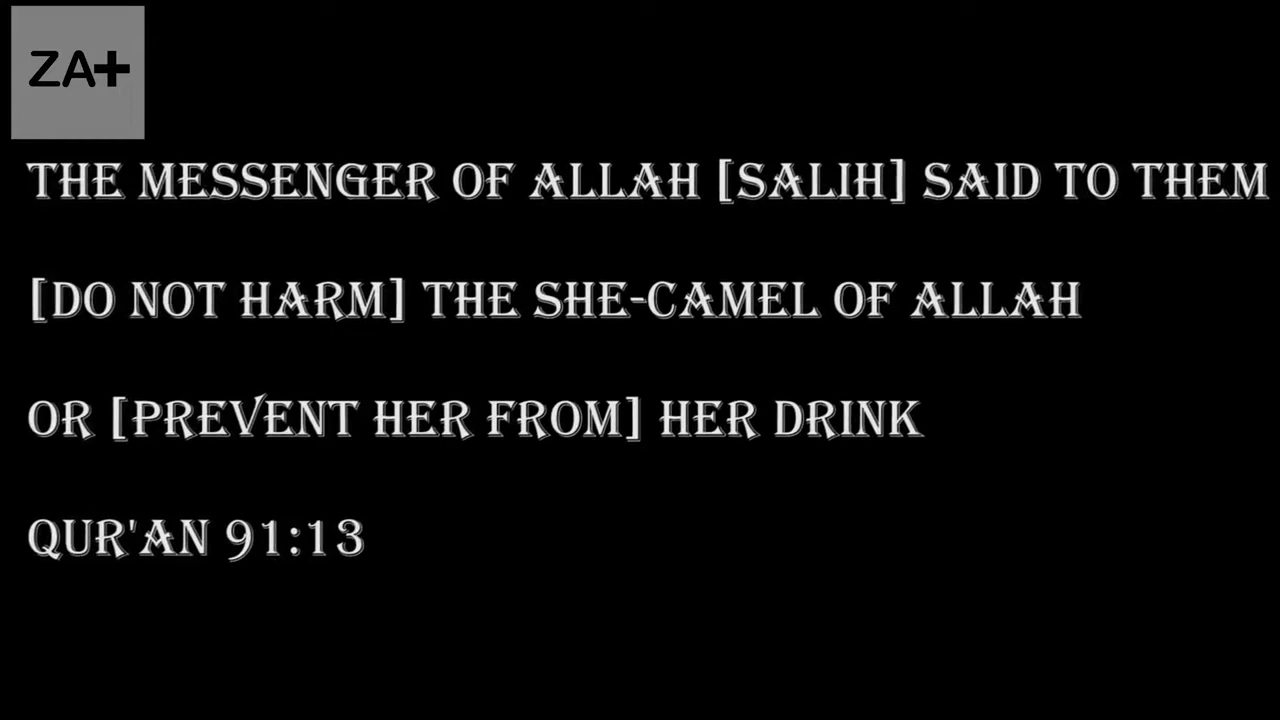 ZA+
THE MESSENGER OF ALLAH [SALIH] SAID TO THEM
[DO NOT HARM] THE SHE-CAMEL OF ALLAH
OR [PREVENT HER FROM] HER DRINK
QUR'AN 91:13